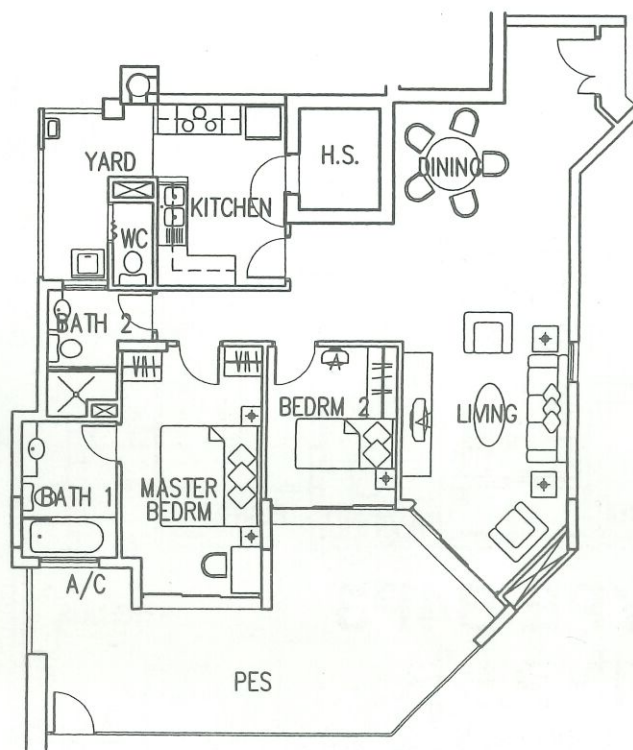 H.S.
DINING
YARD
KITCHEN
WC
BATH 2
BEDRM 2
LIVING
BATH 1
MASTER
BEDRM
A/C
PES